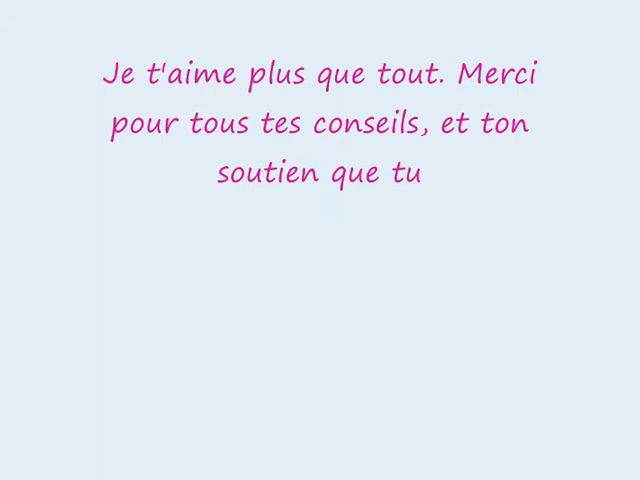 Je t'aime plus que tout. Merci
pour tous tes conseils, et ton
soutien que tu